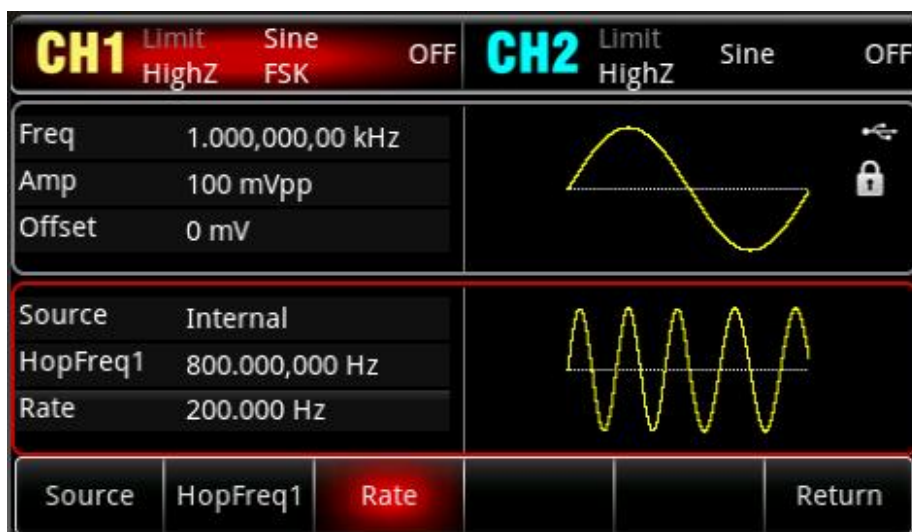 CH1 Limit Sine OFF CH2 Limit Sine OFF
HighZ FSK HighZ
Freq 1.000,000,00 kHz
Amp 100 mVpp
Offset 0 mV
Source Internal
HopFreq1 800.000,000 Hz
Rate 200.000 Hz
Source HopFreq1 Rate Return